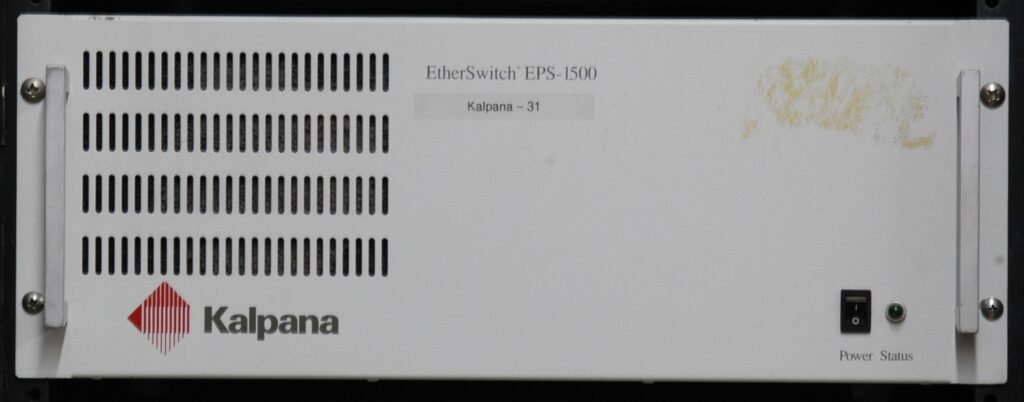 EtherSwitch® EPS-1500
Kalpana - 31
Kalpana
Power Status